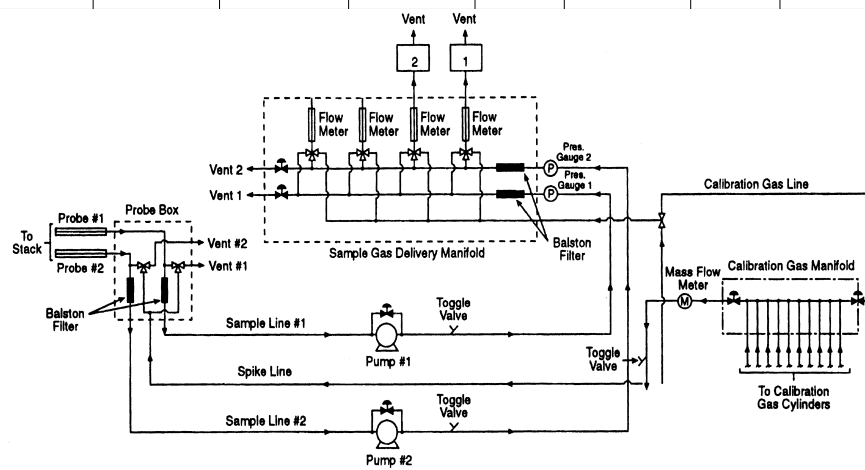 Vent
Vent
2
1
Flow Meter
Flow Meter
Flow Meter
Flow Meter
Pres. Gauge 2
P
Vent 2
Pres. Gauge 1
P
Vent 1
Calibration Gas Line
Balston Filter
Sample Gas Delivery Manifold
Probe Box
Probe #1
To Stack
Probe #2
Vent #2
Vent #1
Balston Filter
Mass Flow Meter
M
Calibration Gas Manifold
Sample Line #1
Toggle Valve
Pump #1
Toggle Valve
Spike Line
To Calibration Gas Cylinders
Sample Line #2
Toggle Valve
Pump #2